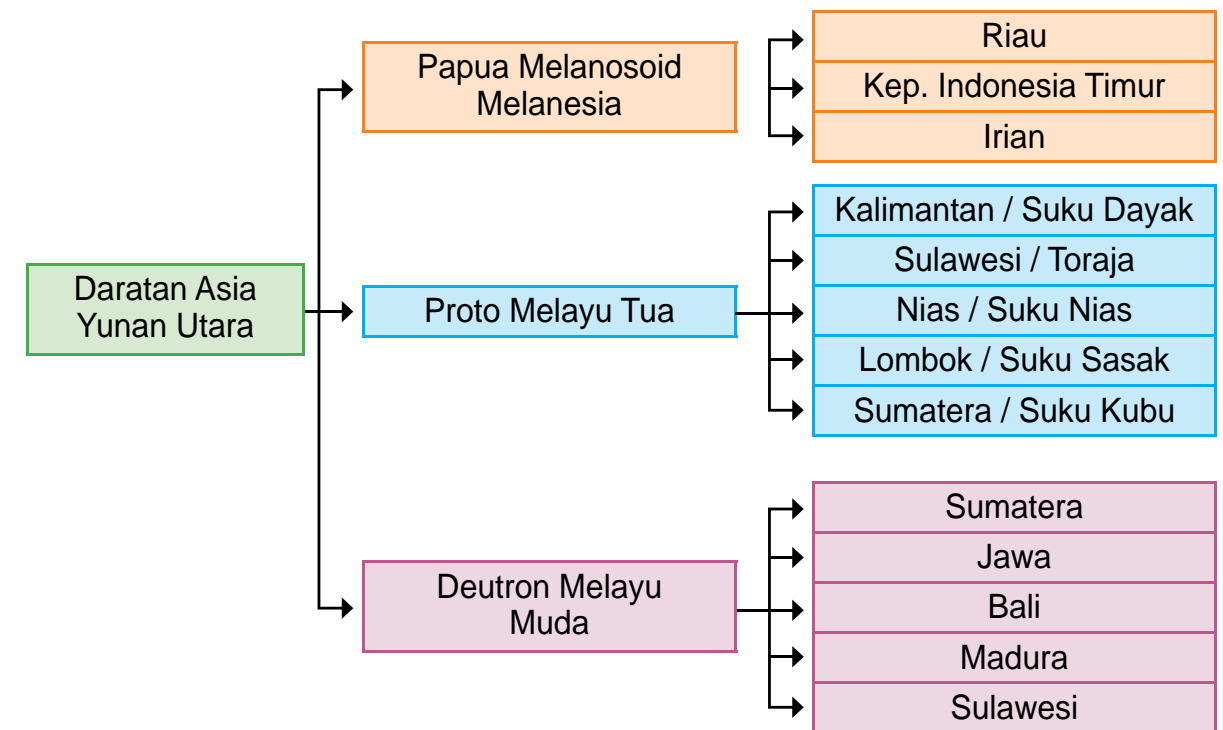 Daratan Asia
Yunan Utara
Papua Melanosoid
Melanesia
Riau
Kep. Indonesia Timur
Irian
Proto Melayu Tua
Kalimantan / Suku Dayak
Sulawesi / Toraja
Nias / Suku Nias
Lombok / Suku Sasak
Sumatera / Suku Kubu
Deutron Melayu
Muda
Sumatera
Jawa
Bali
Madura
Sulawesi